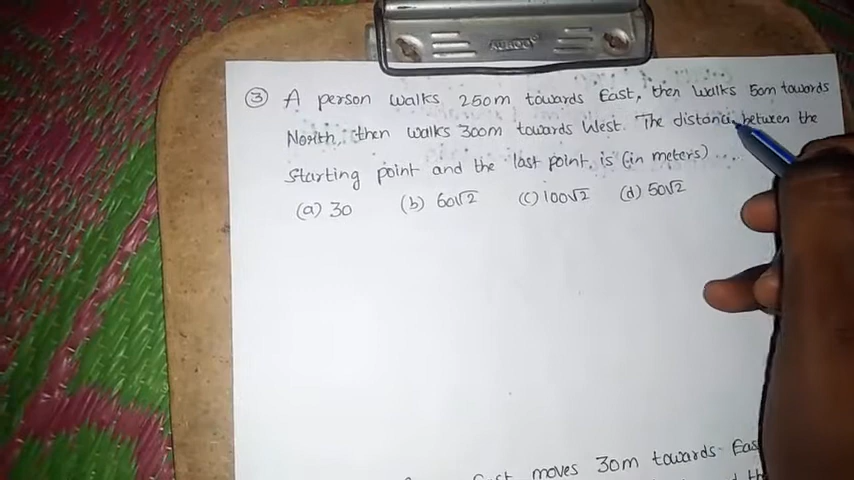 ③ A person walks 250m towards East, then walks 50m towards
North, then walks 300m towards West. The distance between the
Starting point and the last point is (in meters)
(a) 30 (b) 60√2 (c) 100√2 (d) 50√2
East moves 30m towards